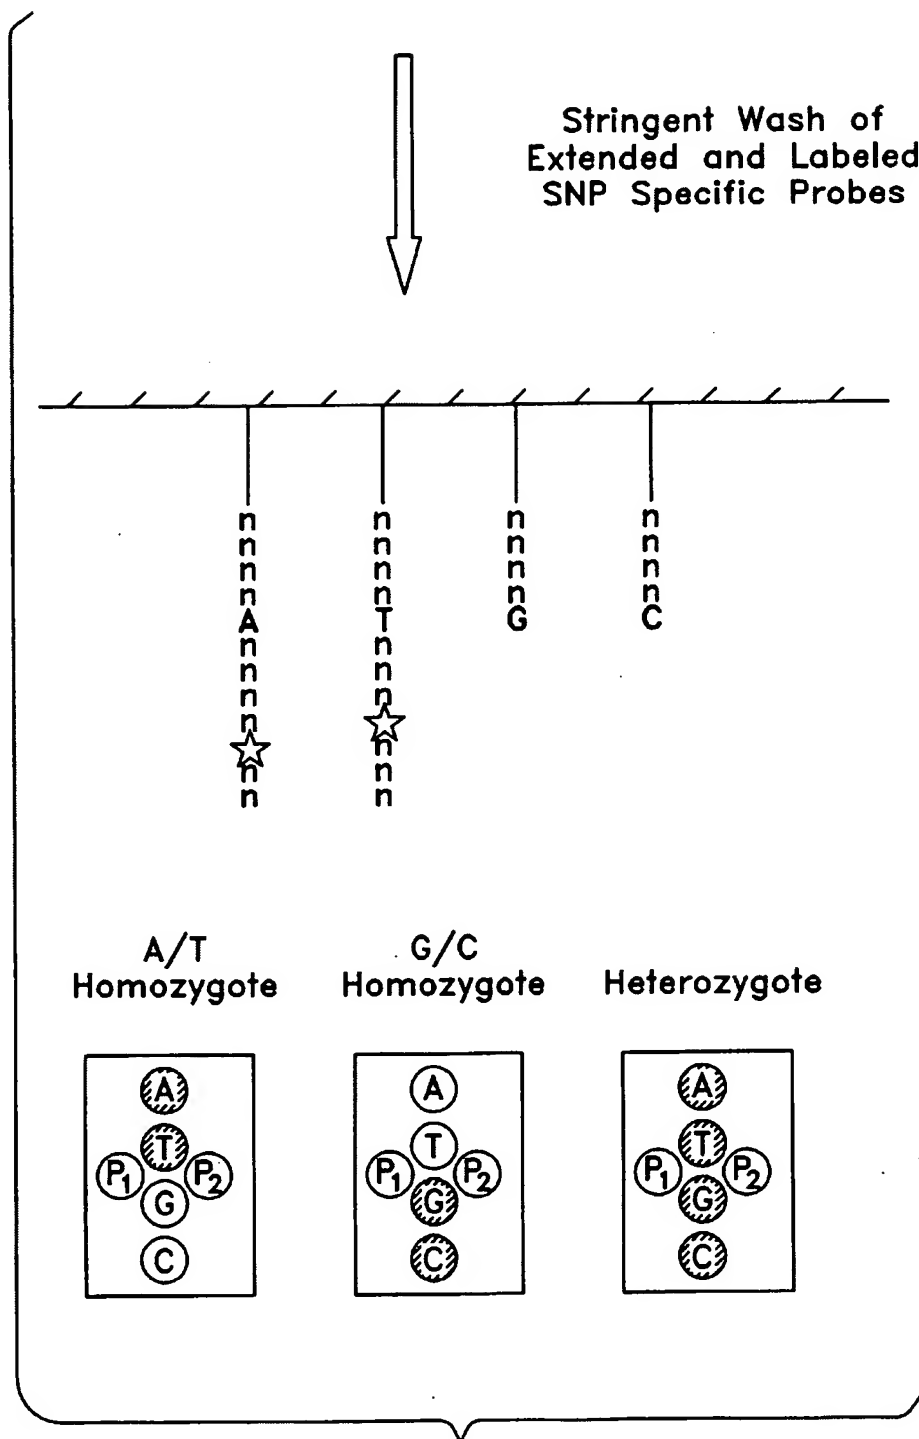 Stringent Wash of
Extended and Labeled
SNP Specific Probes
n n n n
n n n n
n n n n
n n n n
A T G C
n n
n n
n n
n
n
n n
n n
A/T
Homozygote
G/C
Homozygote
Heterozygote
A
T
P1 P2
G
C
A
T
P1 P2
G
C
A
T
P1 P2
G
C